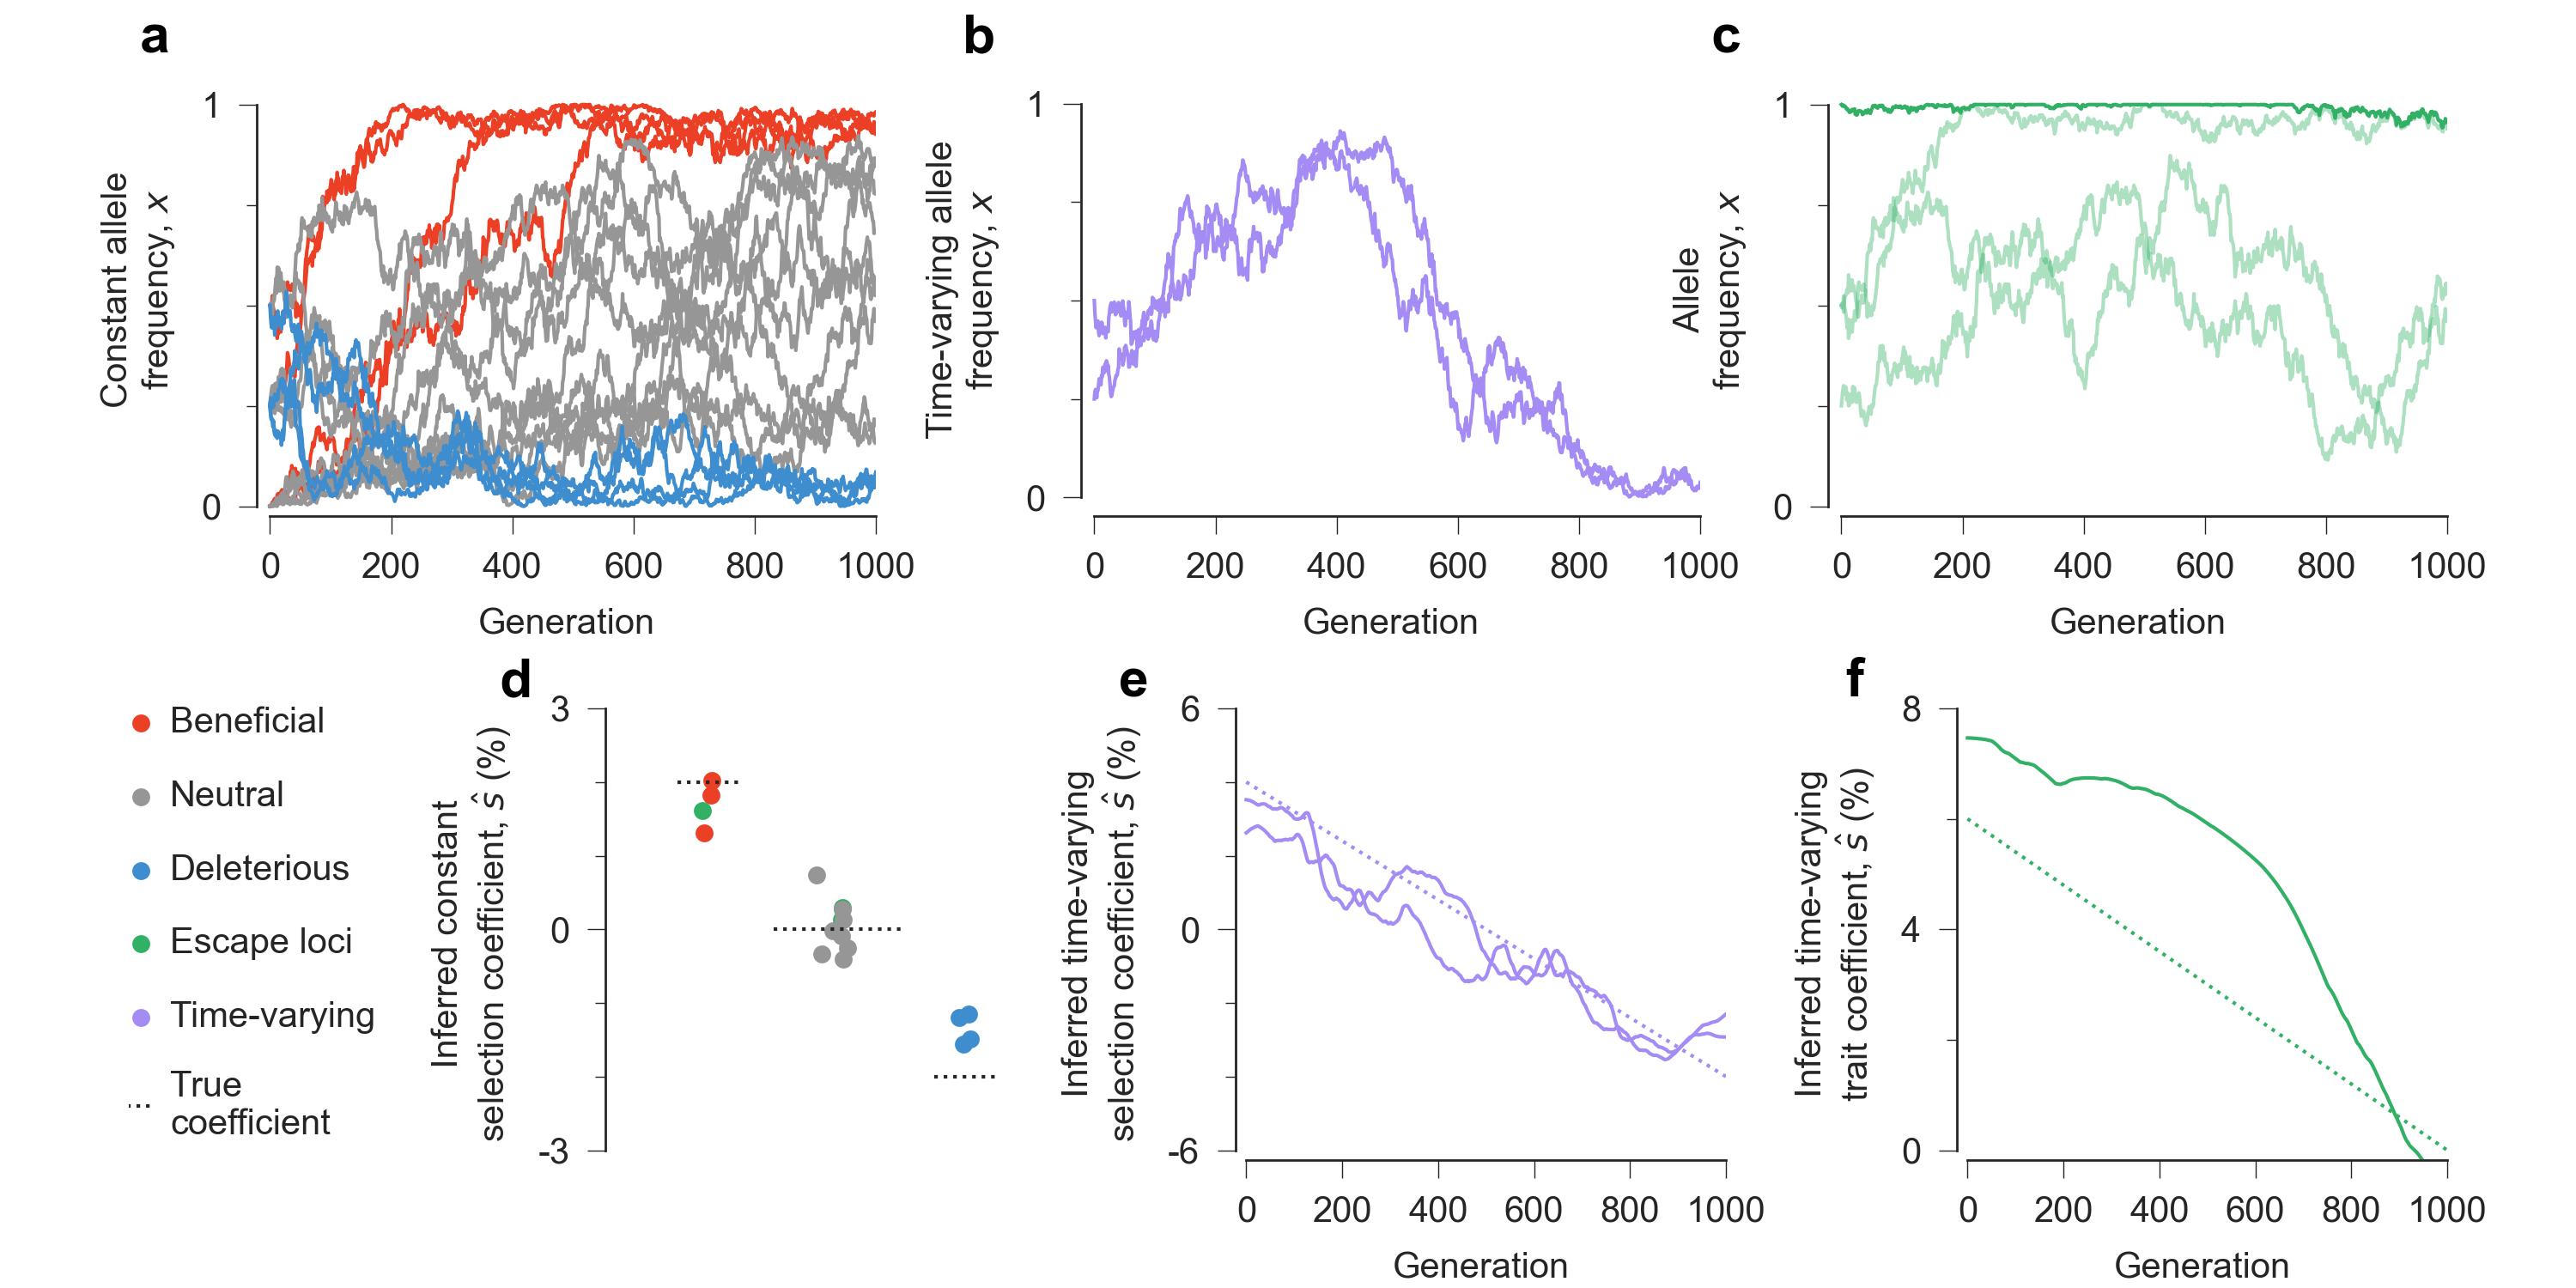 a
1
0
Constant allele
frequency, x
0 200 400 600 800 1000
Generation
b
1
0
Time-varying allele
frequency, x
0 200 400 600 800 1000
Generation
c
1
0
Allele
frequency, x
0 200 400 600 800 1000
Generation
Beneficial
Neutral
Deleterious
Escape loci
Time-varying
True
coefficient
d
3
0
-3
Inferred constant
selection coefficient, ŝ (%)
e
6
0
-6
Inferred time-varying
selection coefficient, ŝ (%)
0 200 400 600 800 1000
Generation
f
8
4
0
Inferred time-varying
trait coefficient, ŝ (%)
0 200 400 600 800 1000
Generation